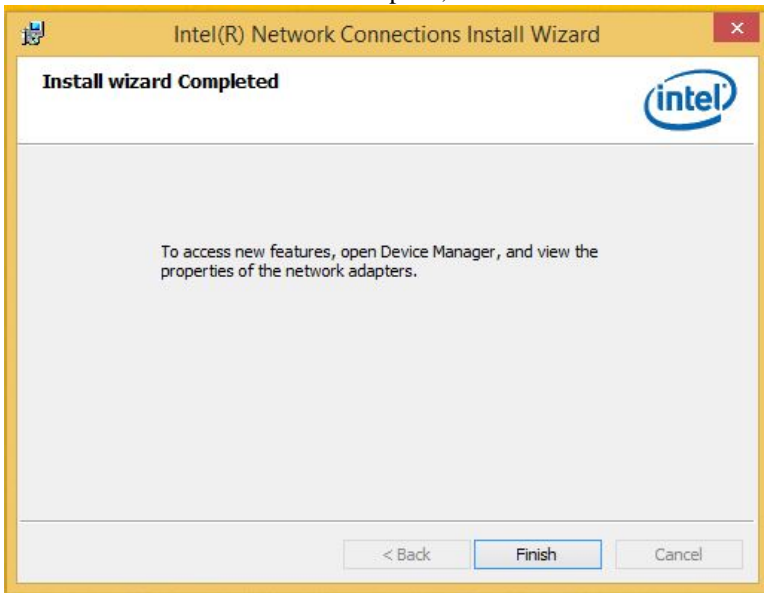 Intel(R) Network Connections Install Wizard
Install wizard Completed
intel
To access new features, open Device Manager, and view the
properties of the network adapters.
< Back Finish Cancel